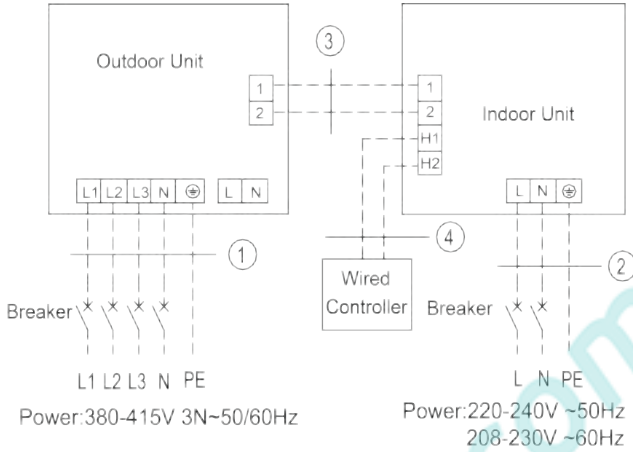 Outdoor Unit
1
2
L1 L2 L3 N
L N
③
Indoor Unit
1
2
H1
H2
L N
①
Breaker
L1 L2 L3 N PE
Power:380-415V 3N~50/60Hz
④
Wired
Controller
②
Breaker
L N PE
Power:220-240V ~50Hz
208-230V ~60Hz